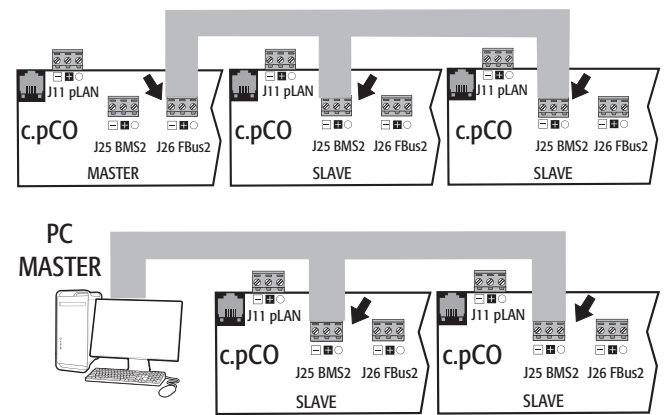 J11 pLAN J11 pLAN J11 pLAN
c.pCO c.pCO c.pCO
J25 BMS2 J26 FBus2 J25 BMS2 J26 FBus2 J25 BMS2 J26 FBus2
MASTER SLAVE SLAVE
PC
MASTER
J11 pLAN J11 pLAN
c.pCO c.pCO
J25 BMS2 J26 FBus2 J25 BMS2 J26 FBus2
SLAVE SLAVE